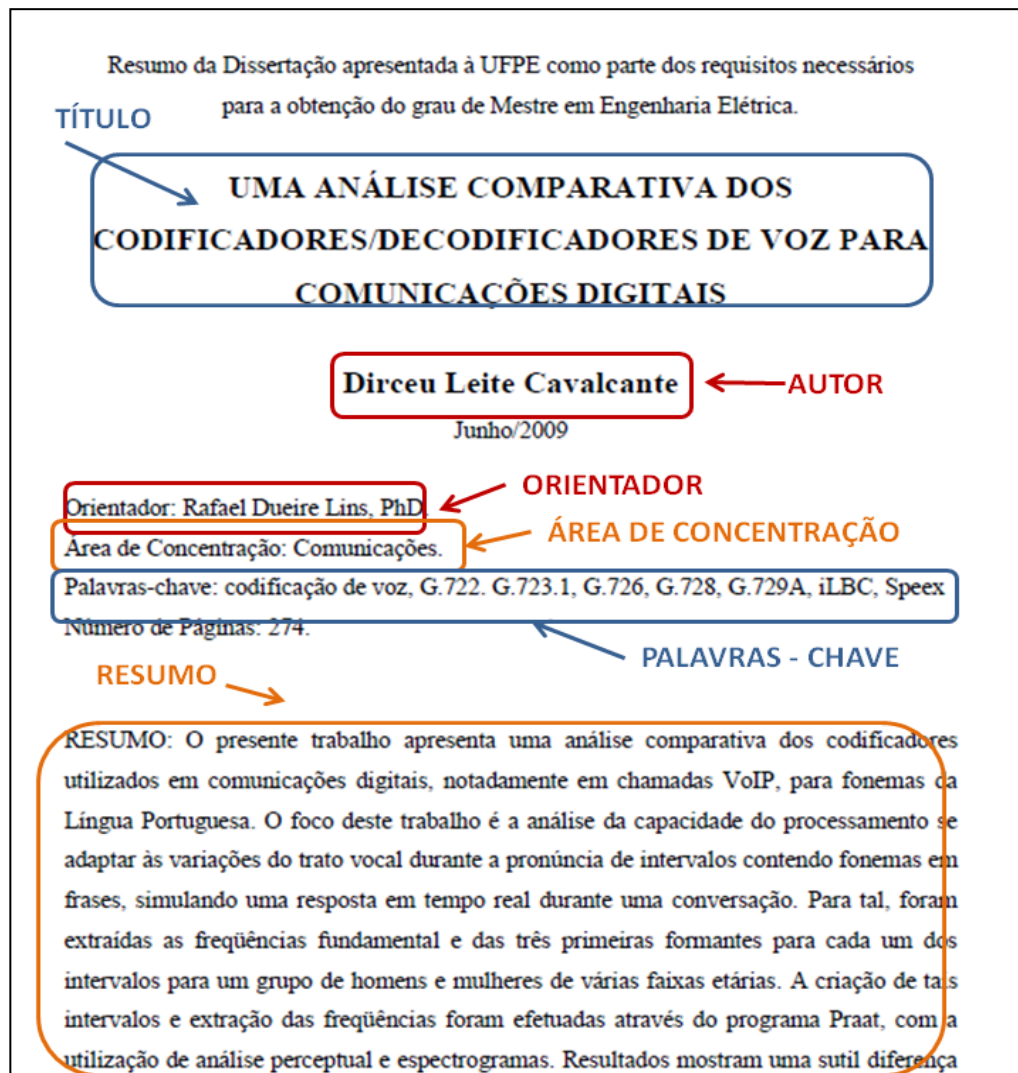 Resumo da Dissertação apresentada à UFPE como parte dos requisitos necessários
para a obtenção do grau de Mestre em Engenharia Elétrica.
TÍTULO
UMA ANÁLISE COMPARATIVA DOS
CODIFICADORES/DECODIFICADORES DE VOZ PARA
COMUNICAÇÕES DIGITAIS
Dirceu Leite Cavalcante
AUTOR
Junho/2009
ORIENTADOR
Orientador: Rafael Dueire Lins, PhD.
ÁREA DE CONCENTRAÇÃO
Área de Concentração: Comunicações.
Palavras-chave: codificação de voz, G.722. G.723.1, G.726, G.728, G.729A, iLBC, Speex
Número de Páginas: 274.
PALAVRAS - CHAVE
RESUMO
RESUMO: O presente trabalho apresenta uma análise comparativa dos codificadores
utilizados em comunicações digitais, notadamente em chamadas VoIP, para fonemas da
Língua Portuguesa. O foco deste trabalho é a análise da capacidade do processamento se
adaptar às variações do trato vocal durante a pronúncia de intervalos contendo fonemas em
frases, simulando uma resposta em tempo real durante uma conversação. Para tal, foram
extraídas as freqüências fundamental e das três primeiras formantes para cada um dos
intervalos para um grupo de homens e mulheres de várias faixas etárias. A criação de tais
intervalos e extração das freqüências foram efetuadas através do programa Praat, com a
utilização de análise perceptual e espectrogramas. Resultados mostram uma sutil diferença